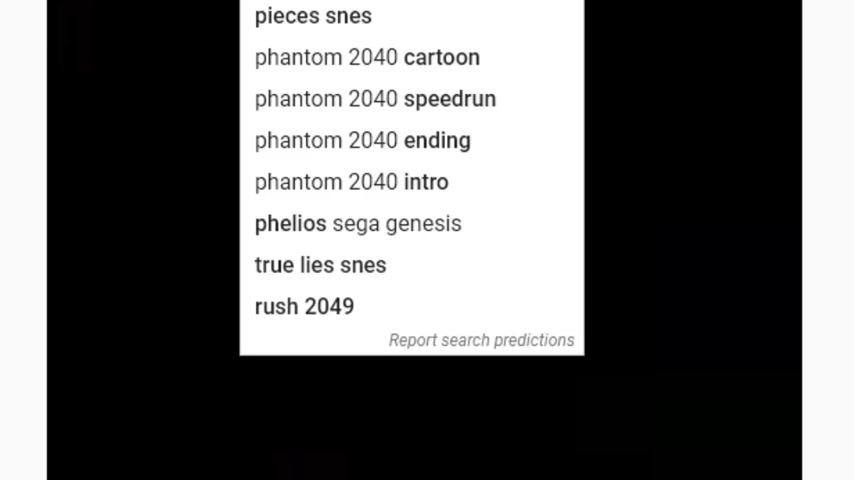 pieces snes
phantom 2040 cartoon
phantom 2040 speedrun
phantom 2040 ending
phantom 2040 intro
phelios sega genesis
true lies snes
rush 2049
Report search predictions